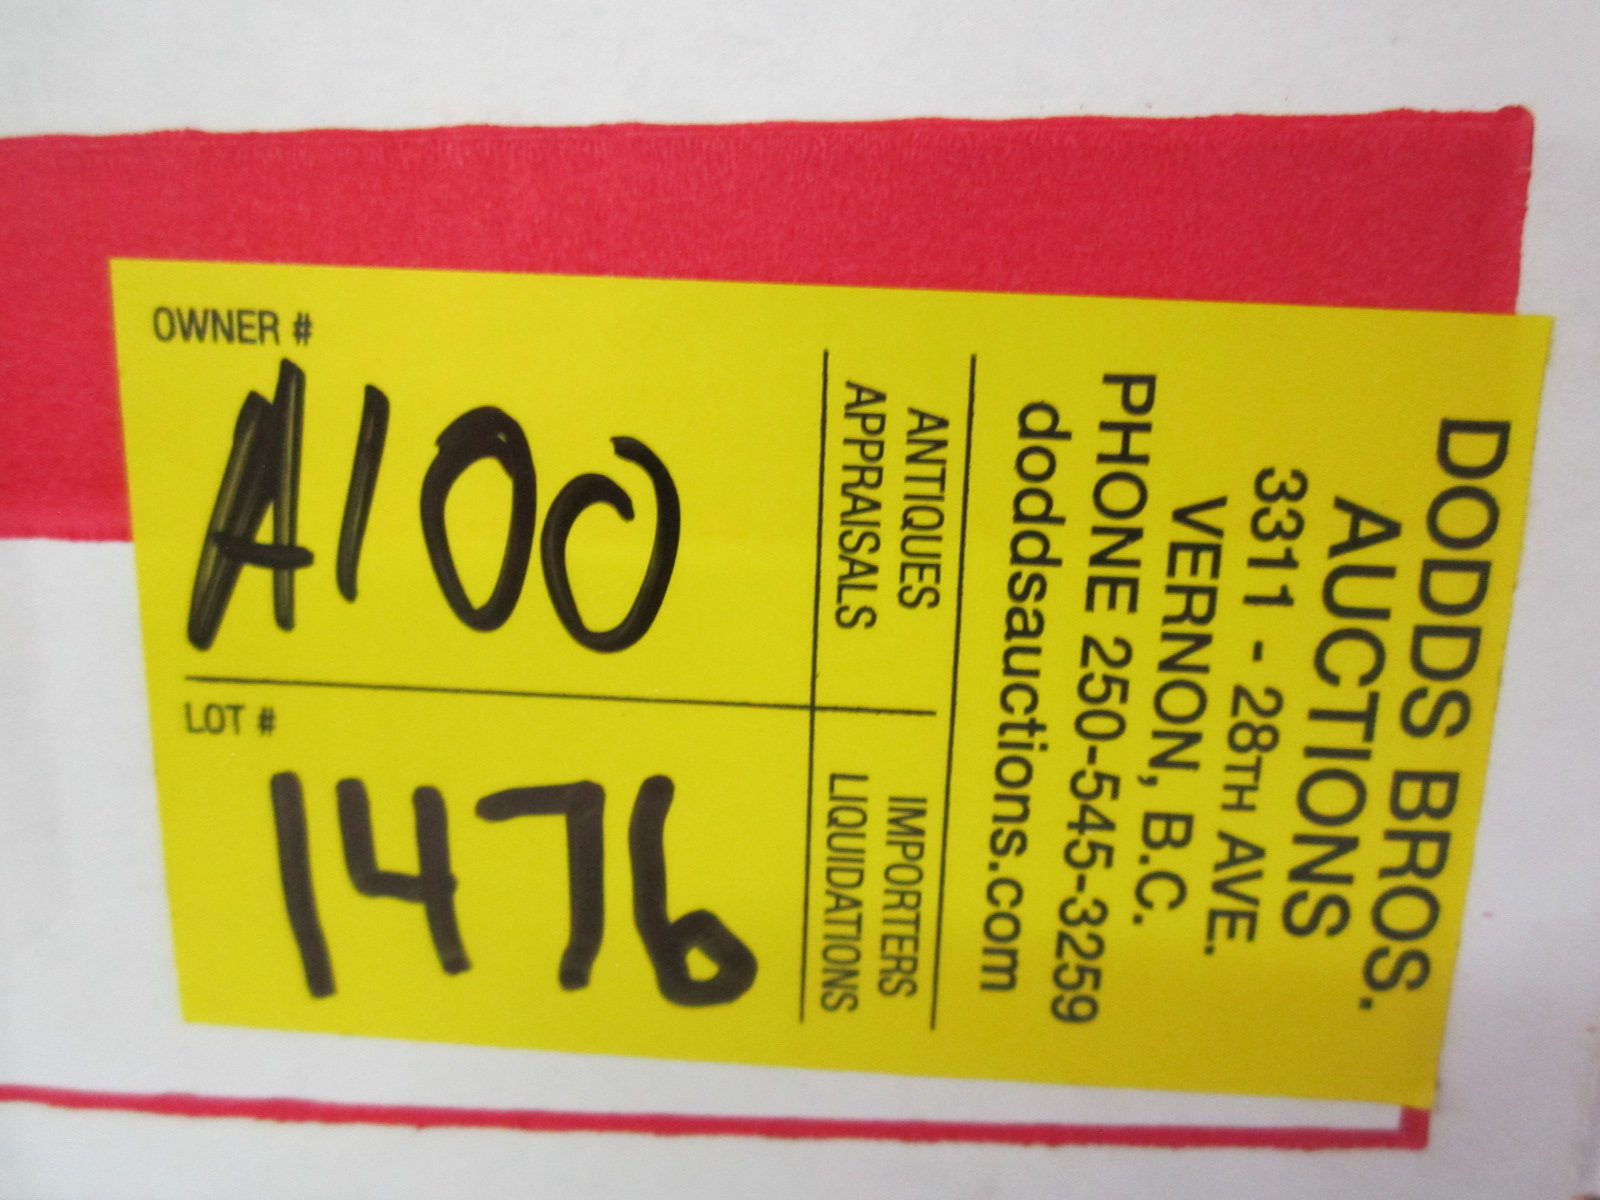 DODDS BROS.
AUCTIONS
3311 - 28TH AVE.
VERNON, B.C.
PHONE 250-545-3259
doddsauctions.com
ANTIQUES
APPRAISALS
IMPORTERS
LIQUIDATIONS
OWNER #
A100
LOT #
1476